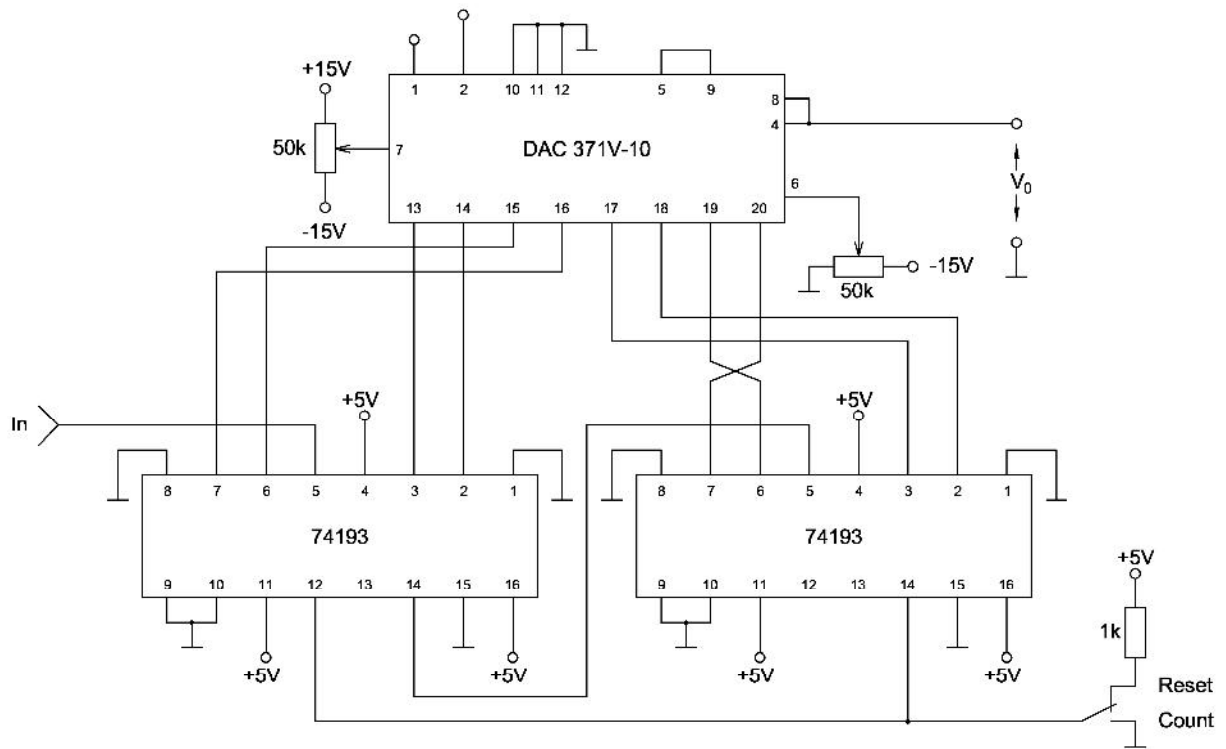 1 2 10 11 12 5 9
+15V
50k
-15V
7
DAC 371V-10
8
4
6
V0
13 14 15 16 17 18 19 20
-15V
50k
In
+5V
+5V
8 7 6 5 4 3 2 1
74193
9 10 11 12 13 14 15 16
+5V
+5V
8 7 6 5 4 3 2 1
74193
9 10 11 12 13 14 15 16
+5V
+5V
+5V
1k
Reset
Count